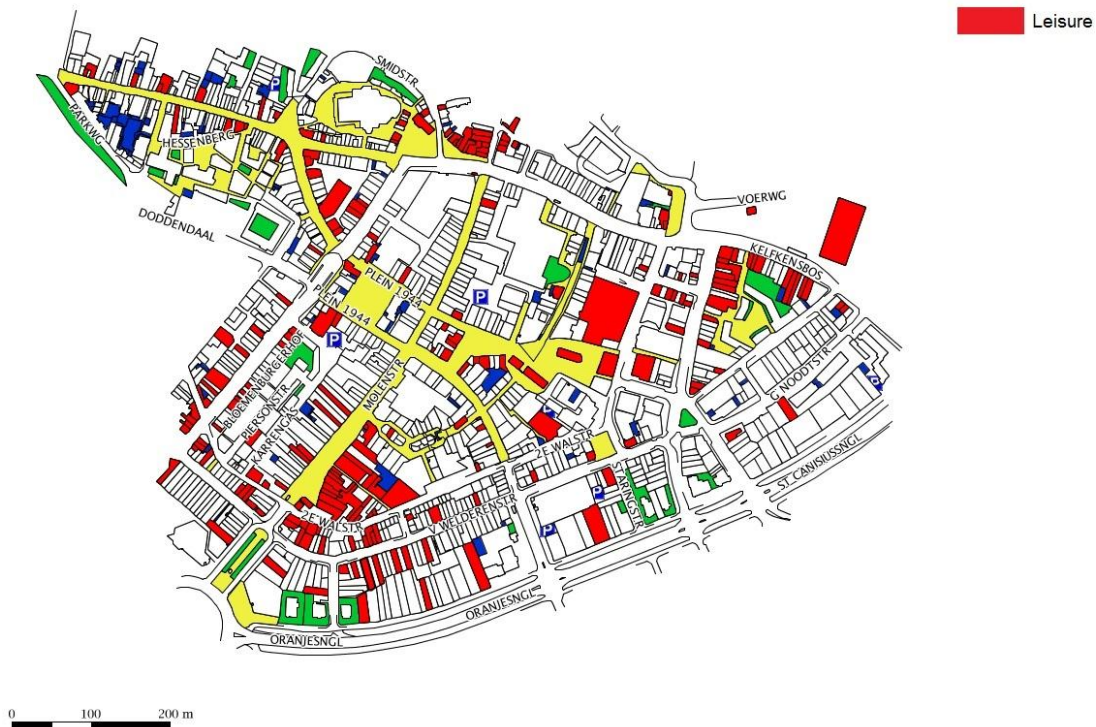 Leisure
SMIDSTR
P
PARKWG
HESSENBERG
DODDENDAAL
VOERWG
KELFKENSBOS
PLEIN 1944
PLEIN 1944
P
P
BLOEMENBURGERHOF
PIERSONSTR
KARRENGAS
MOLENSTR
G NOODTSTR
P
P
2E WALSTR
ST CANISIUSSNGL
2E WALSTR
V WELDERENSTR
P
STARINGSTR
P
ORANJESNGL
ORANJESNGL
0 100 200 m